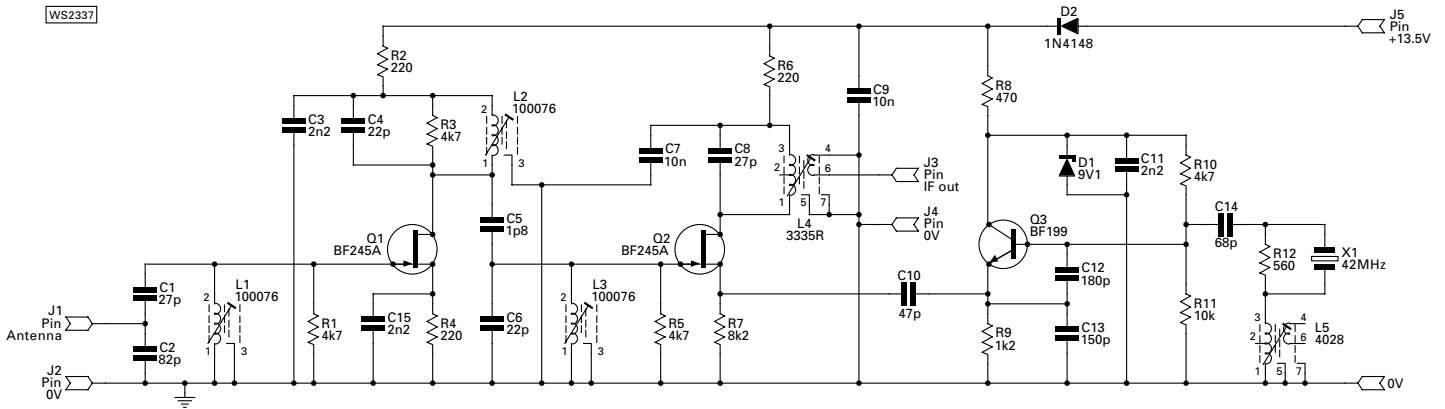 WS2337
D2
1N4148
J5
Pin
+13.5V
R2
220
C3
2n2
C4
22p
R3
4k7
L2
100076
2
1
3
C7
10n
C8
27p
R6
220
C9
10n
3
2
1
4
6
5
7
L4
3335R
J3
Pin
IF out
J4
Pin
0V
R8
470
D1
9V1
C11
2n2
R10
4k7
C14
68p
R12
560
X1
42MHz
Q1
BF245A
C5
1p8
Q2
BF245A
Q3
BF199
C10
47p
C12
180p
J1
Pin
Antenna
C1
27p
C2
82p
L1
100076
2
1
3
R1
4k7
C15
2n2
R4
220
C6
22p
L3
100076
2
1
3
R5
4k7
R7
8k2
R9
1k2
C13
150p
R11
10k
3
2
1
4
6
5
7
L5
4028
J2
Pin
0V
0V